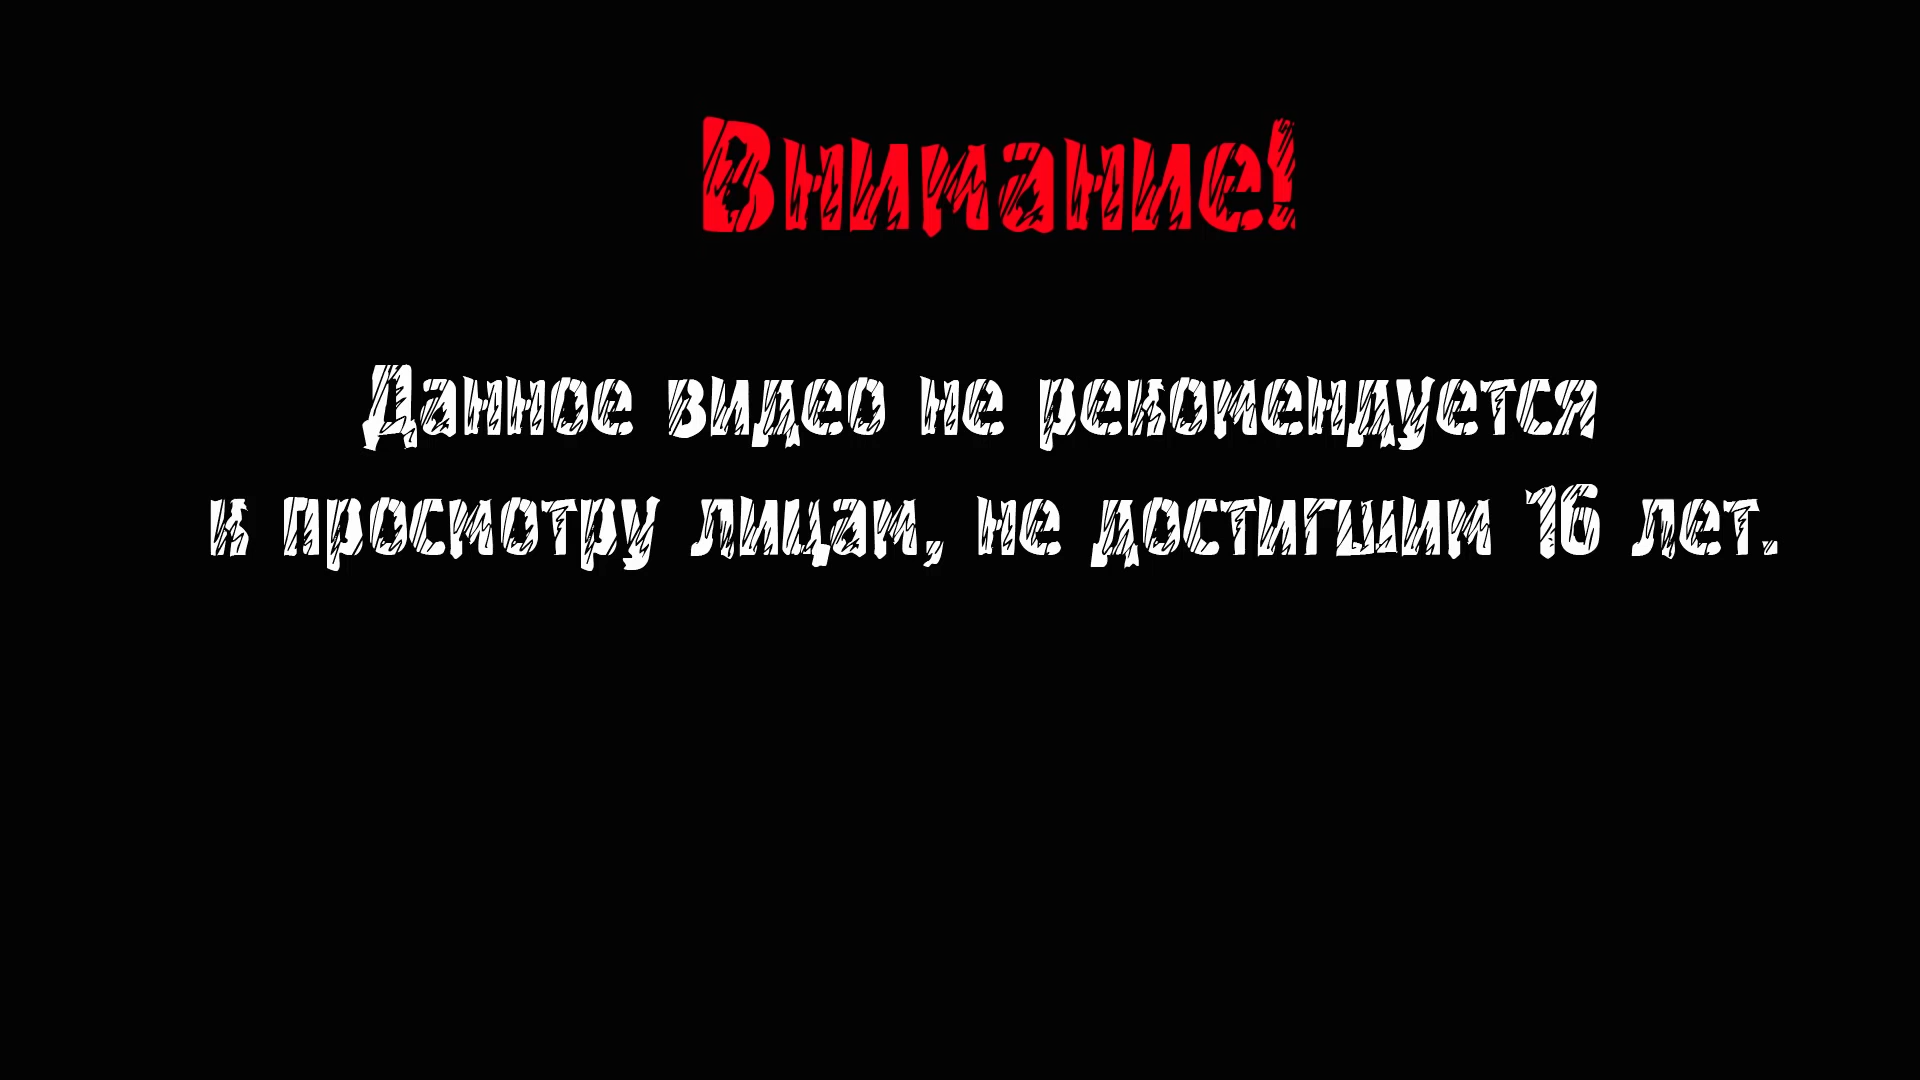 Внимание!
Данное видео не рекомендуется
к просмотру лицам, не достигшим 16 лет.